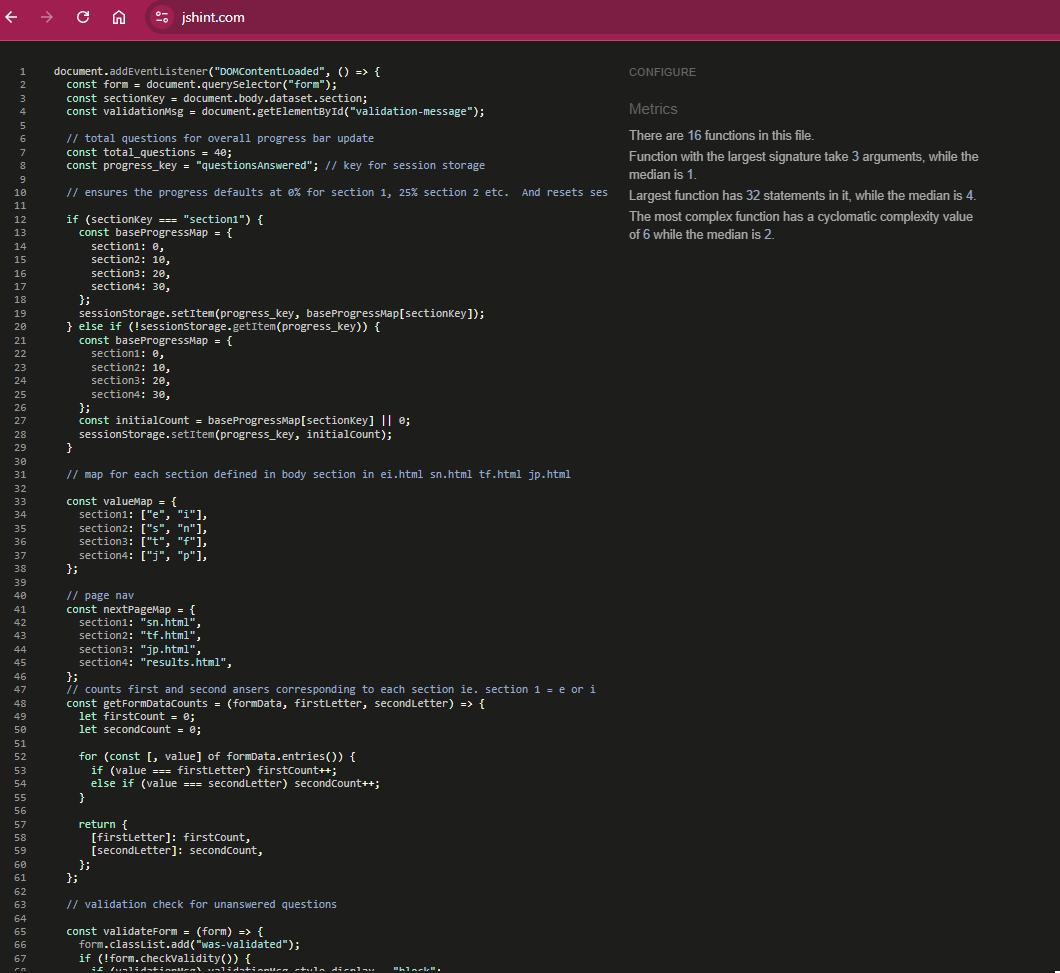 jshint.com
1 document.addEventListener("DOMContentLoaded", () => {
2 const form = document.querySelector("form");
3 const sectionKey = document.body.dataset.section;
4 const validationMsg = document.getElementById("validation-message");
5
6 // total questions for overall progress bar update
7 const total_questions = 40;
8 const progress_key = "questionsAnswered"; // key for session storage
9
10 // ensures the progress defaults at 0% for section 1, 25% section 2 etc.  And resets ses
11
12 if (sectionKey === "section1") {
13 const baseProgressMap = {
14 section1: 0,
15 section2: 10,
16 section3: 20,
17 section4: 30,
18 };
19 sessionStorage.setItem(progress_key, baseProgressMap[sectionKey]);
20 } else if (!sessionStorage.getItem(progress_key)) {
21 const baseProgressMap = {
22 section1: 0,
23 section2: 10,
24 section3: 20,
25 section4: 30,
26 };
27 const initialCount = baseProgressMap[sectionKey] || 0;
28 sessionStorage.setItem(progress_key, initialCount);
29 }
30
31 // map for each section defined in body section in ei.html sn.html tf.html jp.html
32
33 const valueMap = {
34 section1: ["e", "i"],
35 section2: ["s", "n"],
36 section3: ["t", "f"],
37 section4: ["j", "p"],
38 };
39
40 // page nav
41 const nextPageMap = {
42 section1: "sn.html",
43 section2: "tf.html",
44 section3: "jp.html",
45 section4: "results.html",
46 };
47 // counts first and second ansers corresponding to each section ie. section 1 = e or i
48 const getFormDataCounts = (formData, firstLetter, secondLetter) => {
49 let firstCount = 0;
50 let secondCount = 0;
51
52 for (const [, value] of formData.entries()) {
53 if (value === firstLetter) firstCount++;
54 else if (value === secondLetter) secondCount++;
55 }
56
57 return {
58 [firstLetter]: firstCount,
59 [secondLetter]: secondCount,
60 };
61 };
62
63 // validation check for unanswered questions
64
65 const validateForm = (form) => {
66 form.classList.add("was-validated");
67 if (!form.checkValidity()) {
68 if (validationMsg) validationMsg.style.display = "block";
CONFIGURE
Metrics
There are 16 functions in this file.
Function with the largest signature take 3 arguments, while the
median is 1.
Largest function has 32 statements in it, while the median is 4.
The most complex function has a cyclomatic complexity value
of 6 while the median is 2.